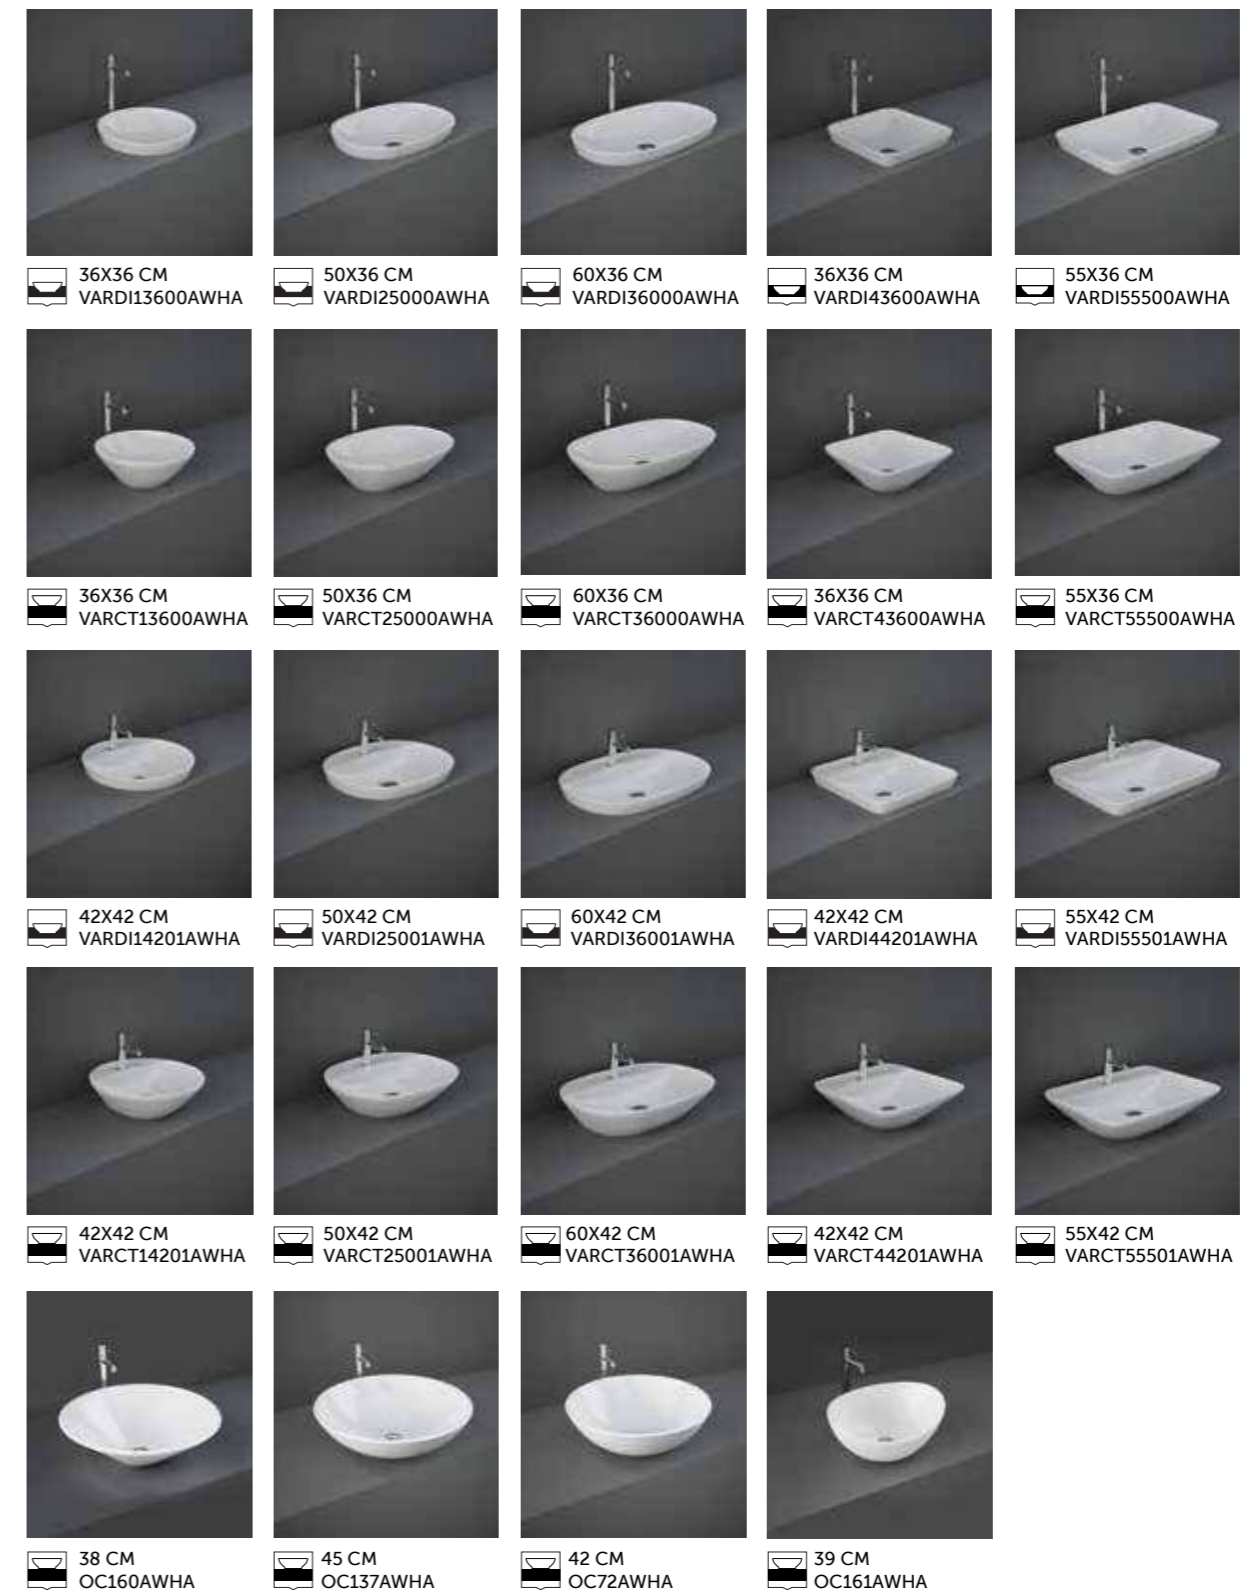 36X36 CM
VARDI13600AWHA
50X36 CM
VARDI25000AWHA
60X36 CM
VARDI36000AWHA
36X36 CM
VARDI43600AWHA
55X36 CM
VARDI55500AWHA
36X36 CM
VARCT13600AWHA
50X36 CM
VARCT25000AWHA
60X36 CM
VARCT36000AWHA
36X36 CM
VARCT43600AWHA
55X36 CM
VARCT55500AWHA
42X42 CM
VARDI14201AWHA
50X42 CM
VARDI25001AWHA
60X42 CM
VARDI36001AWHA
42X42 CM
VARDI44201AWHA
55X42 CM
VARDI55501AWHA
42X42 CM
VARCT14201AWHA
50X42 CM
VARCT25001AWHA
60X42 CM
VARCT36001AWHA
42X42 CM
VARCT44201AWHA
55X42 CM
VARCT55501AWHA
38 CM
OC160AWHA
45 CM
OC137AWHA
42 CM
OC72AWHA
39 CM
OC161AWHA